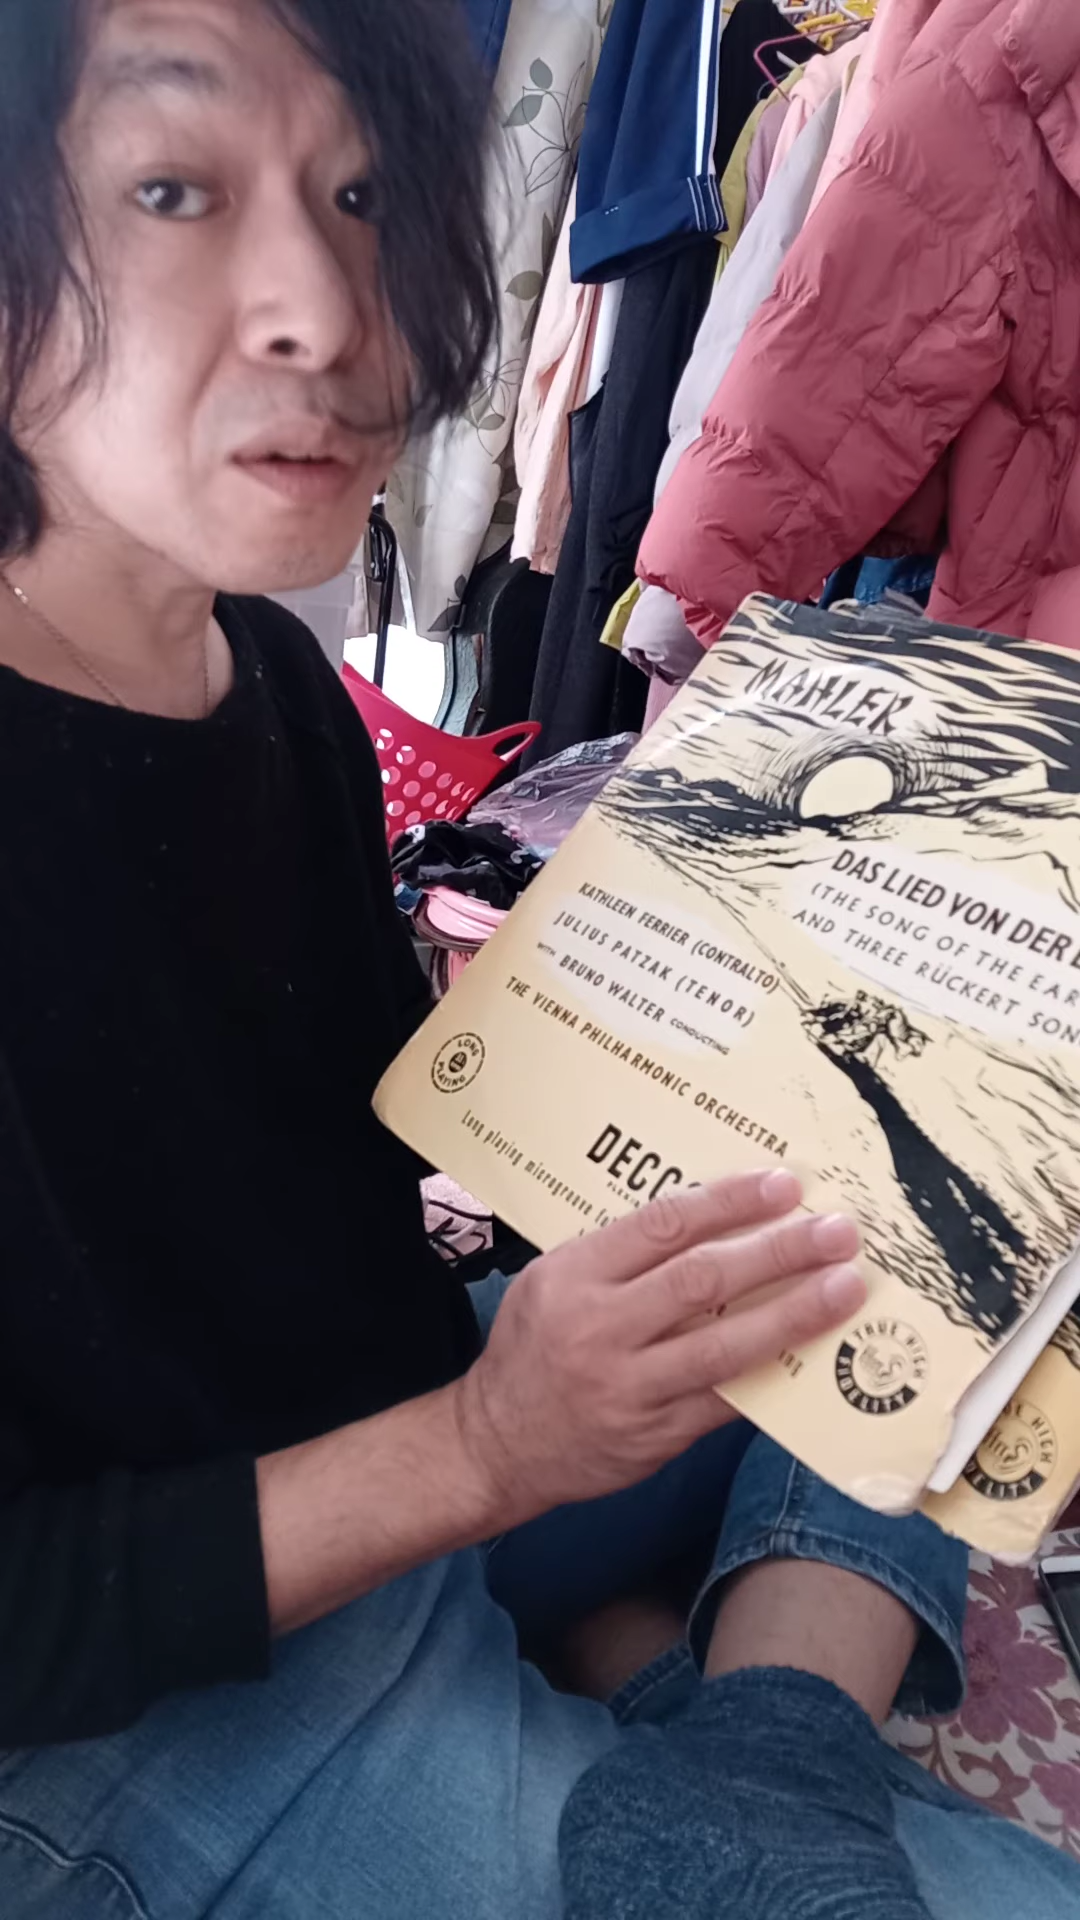 MAHLER
DAS LIED VON DER
(THE SONG OF THE EAR
AND THREE RÜCKERT SON
KATHLEEN FERRIER (CONTRALTO)
JULIUS PATZAK (TENOR)
WITH BRUNO WALTER CONDUCTING
THE VIENNA PHILHARMONIC ORCHESTRA
LONG PLAYING
DECC
Long playing microgroove
TRUE HIGH FIDELITY
HIGH